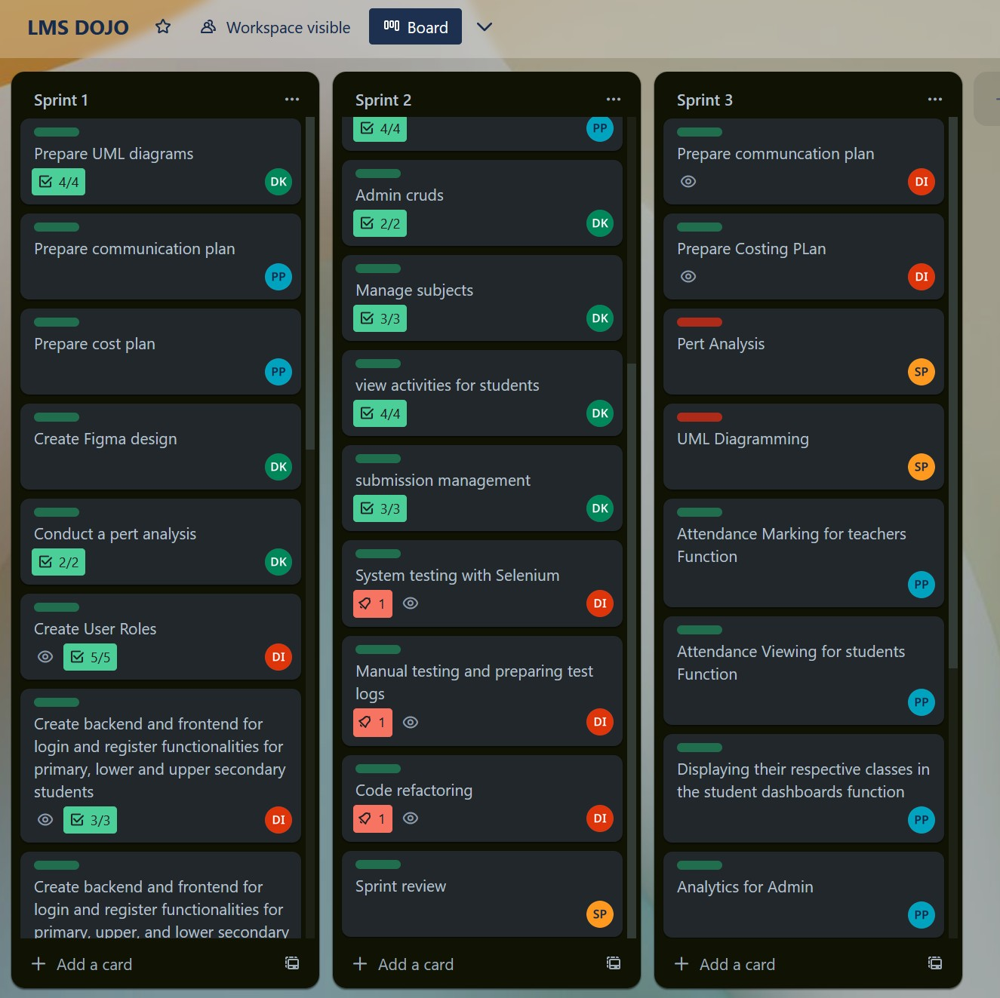 LMS DOJO
Workspace visible
Board
Sprint 1
Prepare UML diagrams
4/4
DK
Prepare communication plan
PP
Prepare cost plan
PP
Create Figma design
DK
Conduct a pert analysis
2/2
DK
Create User Roles
5/5
DI
Create backend and frontend for
login and register functionalities for
primary, lower and upper secondary
students
3/3
DI
Create backend and frontend for
login and register functionalities for
primary, upper, and lower secondary
Add a card
Sprint 2
4/4
PP
Admin cruds
2/2
DK
Manage subjects
3/3
DK
view activities for students
4/4
DK
submission management
3/3
DK
System testing with Selenium
1
DI
Manual testing and preparing test
logs
1
DI
Code refactoring
1
DI
Sprint review
SP
Add a card
Sprint 3
Prepare communcation plan
DI
Prepare Costing PLan
DI
Pert Analysis
SP
UML Diagramming
SP
Attendance Marking for teachers
Function
PP
Attendance Viewing for students
Function
PP
Displaying their respective classes in
the student dashboards function
PP
Analytics for Admin
PP
Add a card